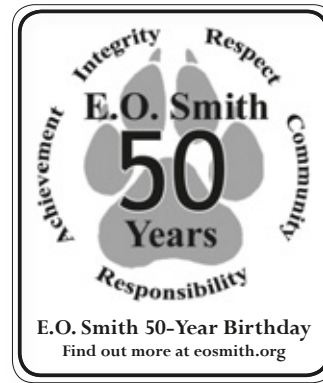 Integrity
Respect
Achievement
Community
E.O. Smith
50
Years
Responsibility
E.O. Smith 50-Year Birthday
Find out more at eosmith.org